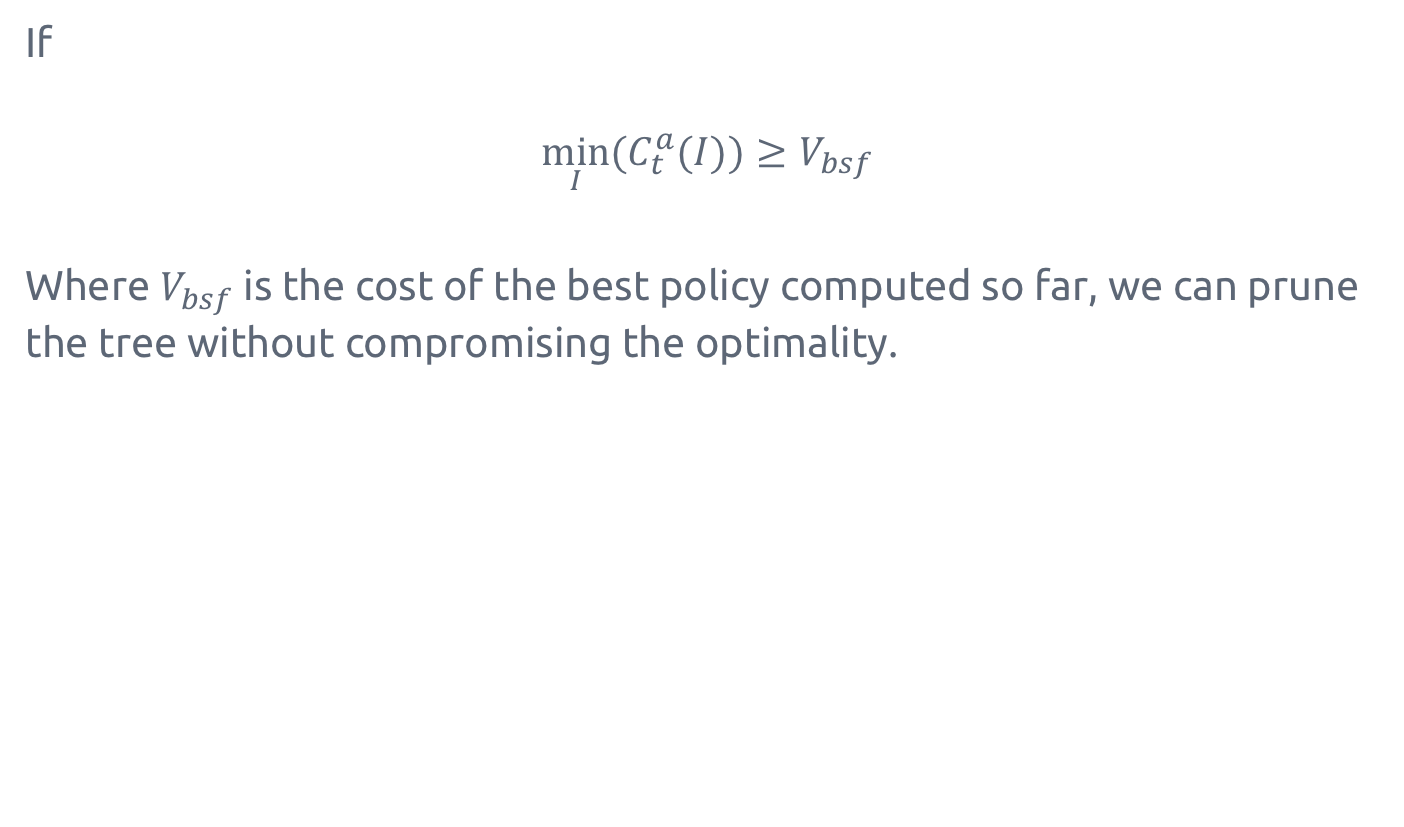 If
min(C_t^a(I)) ≥ V_bsf
I
Where V_bsf is the cost of the best policy computed so far, we can prune
the tree without compromising the optimality.